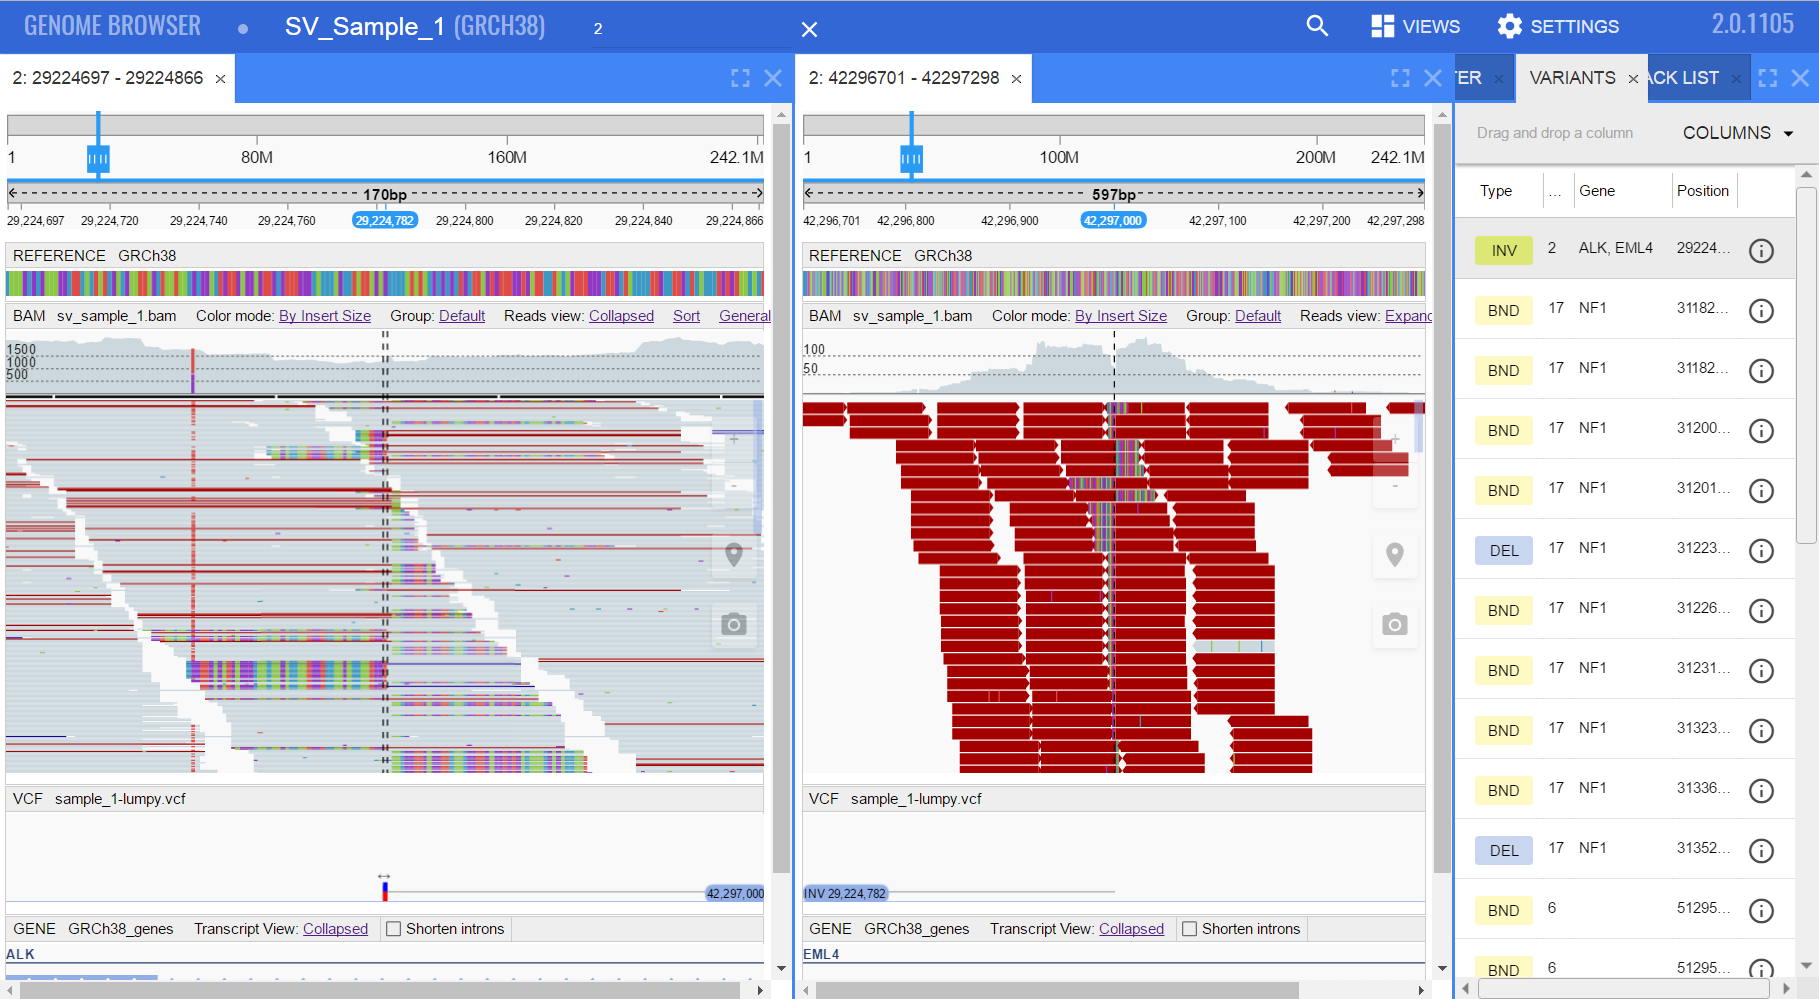 GENOME BROWSER SV_Sample_1 (GRCH38) 2 VIEWS SETTINGS 2.0.1105
2: 29224697 - 29224866
1 80M 160M 242.1M
170bp
29,224,697 29,224,720 29,224,740 29,224,760 29,224,782 29,224,800 29,224,820 29,224,840 29,224,866
REFERENCE GRCh38
BAM sv_sample_1.bam Color mode: By Insert Size Group: Default Reads view: Collapsed Sort General
1500
1000
500
+
-
VCF sample_1-lumpy.vcf
42,297,000
GENE GRCh38_genes Transcript View: Collapsed Shorten introns
ALK
2: 42296701 - 42297298
1 100M 200M 242.1M
597bp
42,296,701 42,296,800 42,296,900 42,297,000 42,297,100 42,297,200 42,297,298
REFERENCE GRCh38
BAM sv_sample_1.bam Color mode: By Insert Size Group: Default Reads view: Expanc
100
50
+
-
VCF sample_1-lumpy.vcf
INV 29,224,782
GENE GRCh38_genes Transcript View: Collapsed Shorten introns
EML4
TER VARIANTS ACK LIST
Drag and drop a column COLUMNS
Type ... Gene Position
INV 2 ALK, EML4 29224...
BND 17 NF1 31182...
BND 17 NF1 31182...
BND 17 NF1 31200...
BND 17 NF1 31201...
DEL 17 NF1 31223...
BND 17 NF1 31226...
BND 17 NF1 31231...
BND 17 NF1 31323...
BND 17 NF1 31336...
DEL 17 NF1 31352...
BND 6 51295...
BND 6 51295...